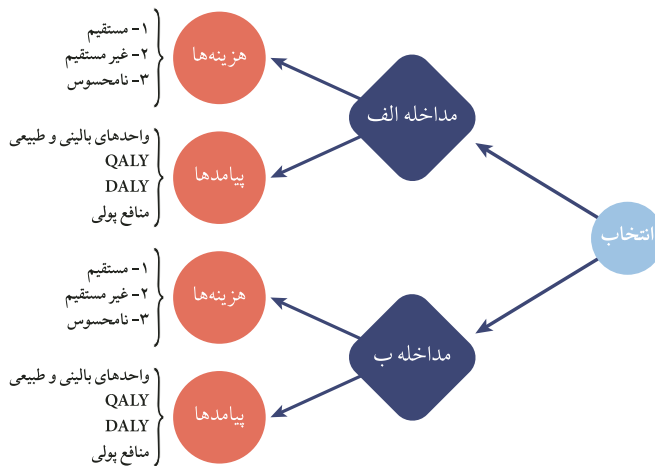 انتخاب
مداخله الف
هزینه‌ها
۱- مستقیم
۲- غیر مستقیم
۳- نامحسوس
پیامدها
واحدهای بالینی و طبیعی
QALY
DALY
منافع پولی
مداخله ب
هزینه‌ها
۱- مستقیم
۲- غیر مستقیم
۳- نامحسوس
پیامدها
واحدهای بالینی و طبیعی
QALY
DALY
منافع پولی